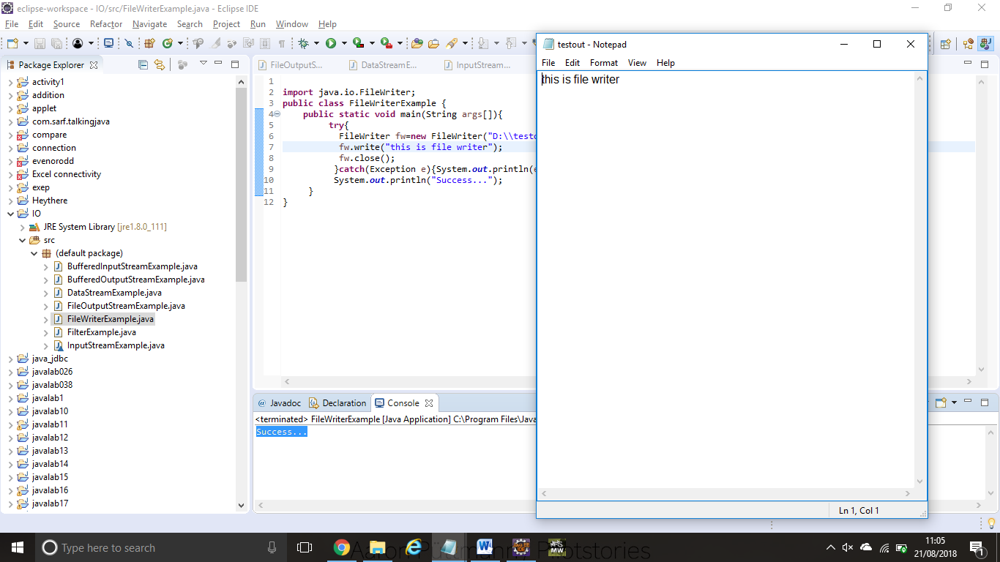 eclipse-workspace - IO/src/FileWriterExample.java - Eclipse IDE
File Edit Source Refactor Navigate Search Project Run Window Help
Package Explorer
activity1
addition
applet
com.sarf.talkingjava
compare
connection
evenorodd
Excel connectivity
exep
Heythere
IO
JRE System Library [jre1.8.0_111]
src
(default package)
BufferedInputStreamExample.java
BufferedOutputStreamExample.java
DataStreamExample.java
FileOutputStreamExample.java
FileWriterExample.java
FilterExample.java
InputStreamExample.java
java_jdbc
javalab026
javalab038
javalab1
javalab10
javalab11
javalab12
javalab13
javalab14
javalab15
javalab16
javalab17
FileOutputS... DataStreamE... InputStream...
1
2 import java.io.FileWriter;
3 public class FileWriterExample {
4 public static void main(String args[]){
5 try{
6 FileWriter fw=new FileWriter("D:\\testo
7 fw.write("this is file writer");
8 fw.close();
9 }catch(Exception e){System.out.println(e
10 System.out.println("Success...");
11 }
12 }
@ Javadoc Declaration Console
<terminated> FileWriterExample [Java Application] C:\Program Files\Java
Success...
testout - Notepad
File Edit Format View Help
this is file writer
Ln 1, Col 1
Type here to search
11:05
21/08/2018
1